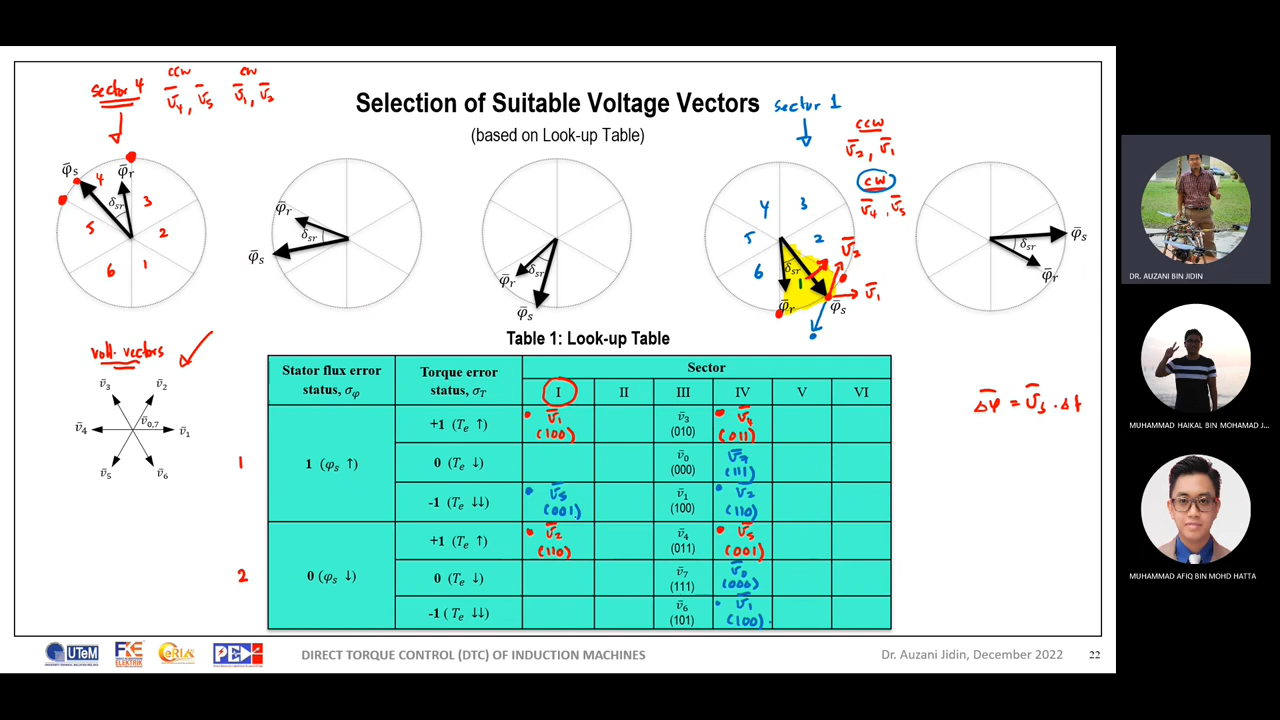 sector 4
CCW
CW
v̄4, v̄5
v̄1, v̄2
Selection of Suitable Voltage Vectors
(based on Look-up Table)
sector 1
CCW
v̄2, v̄1
CW
v̄4, v̄5
φ̄s
φ̄r
δsr
4
3
5
2
6
1
φ̄r
δsr
φ̄s
φ̄r
δsr
φ̄s
4
3
5
2
6
1
δsr
φ̄r
φ̄s
v̄2
v̄1
φ̄s
δsr
φ̄r
volt. vectors
v̄3
v̄2
v̄4
v̄0,7
v̄1
v̄5
v̄6
Table 1: Look-up Table
Stator flux error status, σφ
Torque error status, σT
Sector
I II III IV V VI
1
1 (φs ↑)
+1 (Te ↑)
v̄1 (100)
v̄3 (010)
v̄4 (011)
0 (Te ↓)
v̄0 (000)
v̄7 (111)
-1 (Te ↓↓)
v̄5 (001)
v̄1 (100)
v̄2 (110)
2
0 (φs ↓)
+1 (Te ↑)
v̄2 (110)
v̄4 (011)
v̄5 (001)
0 (Te ↓)
v̄7 (111)
v̄0 (000)
-1 (Te ↓↓)
v̄6 (101)
v̄1 (100)
Δφ̄ = v̄s · Δt
UTeM
FKE
ELEKTRIK
CeRIA
DIRECT TORQUE CONTROL (DTC) OF INDUCTION MACHINES
Dr. Auzani Jidin, December 2022
22
DR. AUZANI BIN JIDIN
MUHAMMAD HAIKAL BIN MOHAMAD J...
MUHAMMAD AFIQ BIN MOHD HATTA